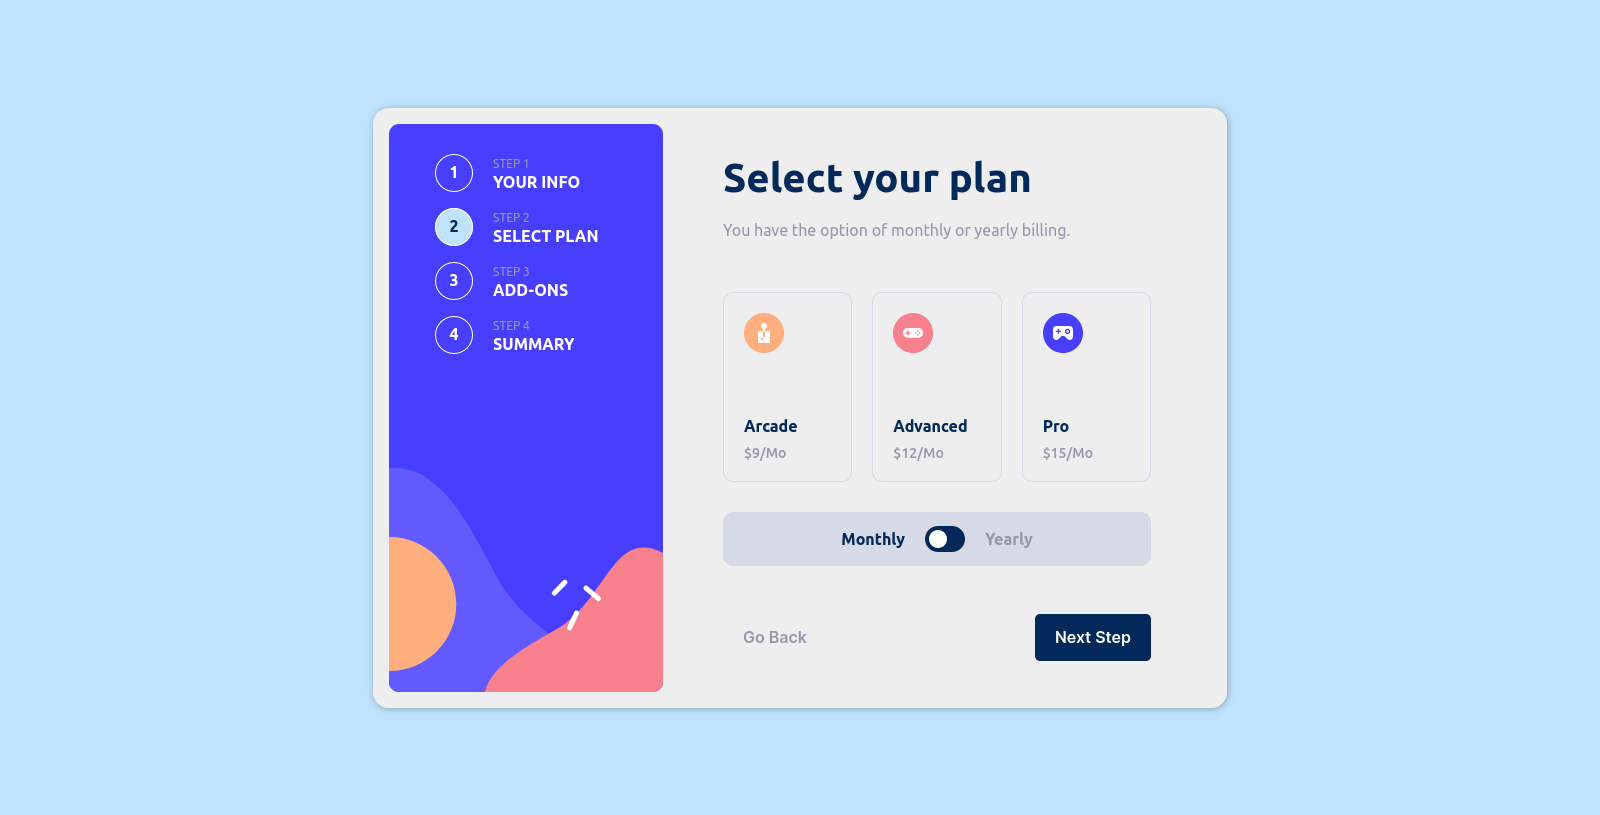 1
STEP 1
YOUR INFO
2
STEP 2
SELECT PLAN
3
STEP 3
ADD-ONS
4
STEP 4
SUMMARY
Select your plan
You have the option of monthly or yearly billing.
Arcade
$9/Mo
Advanced
$12/Mo
Pro
$15/Mo
Monthly Yearly
Go Back Next Step